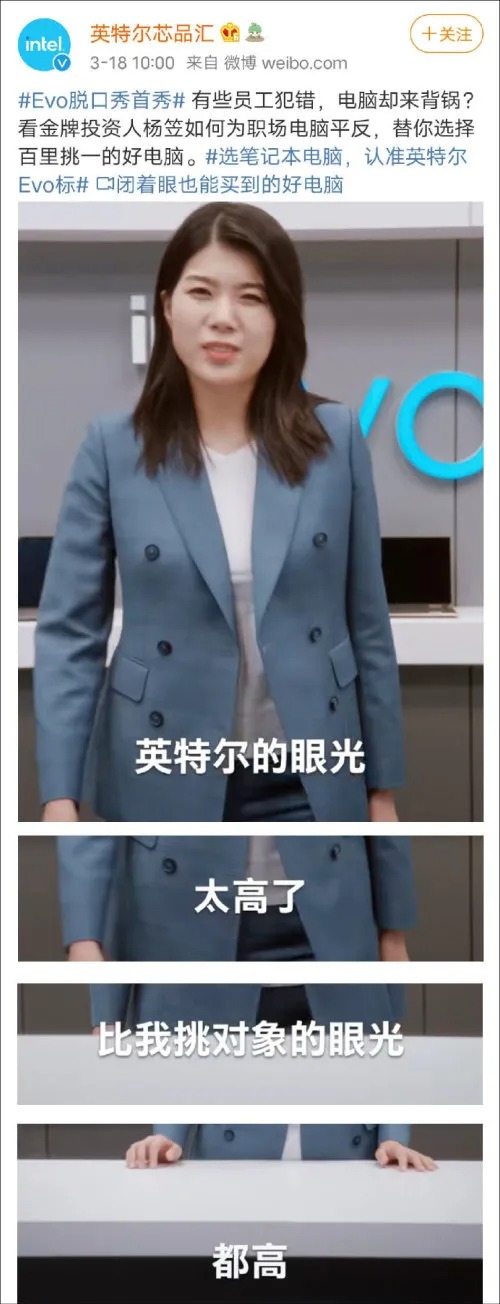 intel
英特尔芯品汇
3-18 10:00 来自 微博 weibo.com
+关注
#Evo脱口秀首秀# 有些员工犯错，电脑却来背锅？
看金牌投资人杨笠如何为职场电脑平反，替你选择
百里挑一的好电脑。#选笔记本电脑，认准英特尔
Evo标# 闭着眼也能买到的好电脑
英特尔的眼光
太高了
比我挑对象的眼光
都高